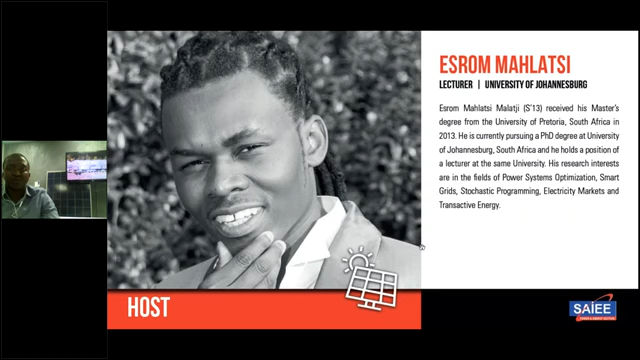 ESROM MAHLATSI
LECTURER | UNIVERSITY OF JOHANNESBURG
Esrom Mahlatsi Malatji (S'13) received his Master's
degree from the University of Pretoria, South Africa in
2013. He is currently pursuing a PhD degree at University
of Johannesburg, South Africa and he holds a position of
a lecturer at the same University. His research interests
are in the fields of Power Systems Optimization, Smart
Grids, Stochastic Programming, Electricity Markets and
Transactive Energy.
HOST
SAIEE